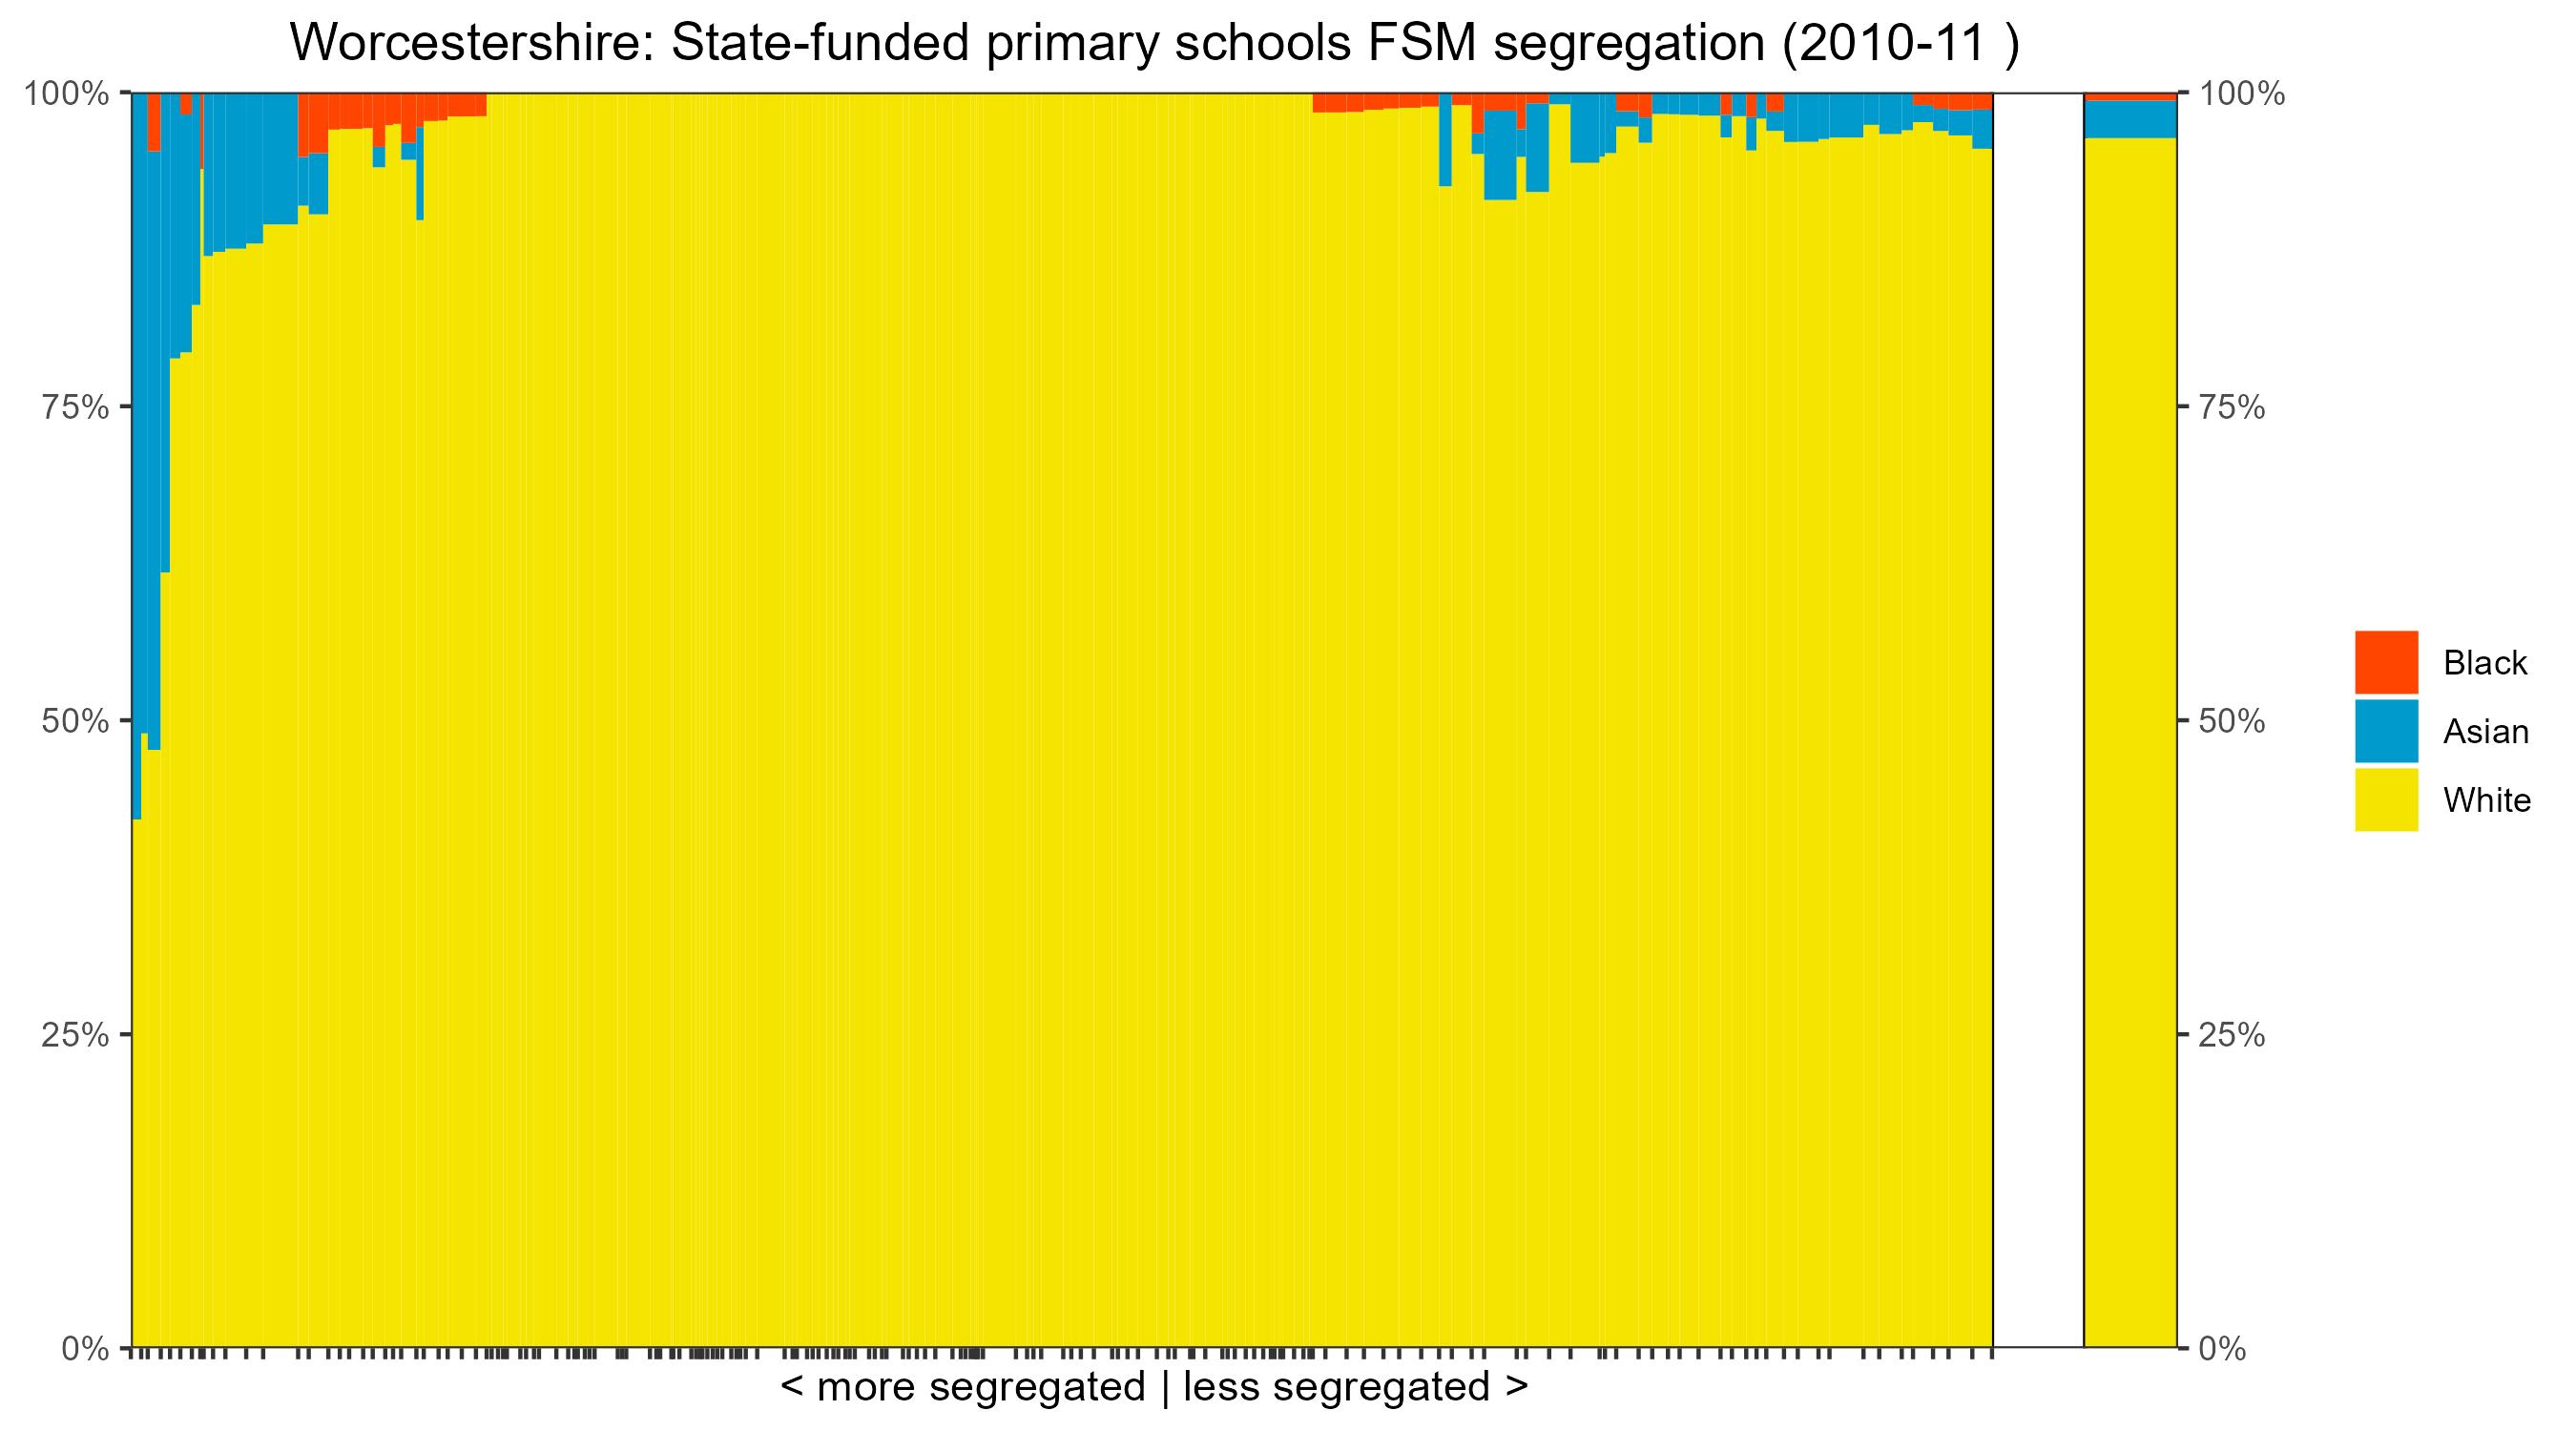 Worcestershire: State-funded primary schools FSM segregation (2010-11 )
100%
75%
50%
25%
0%
100%
75%
50%
25%
0%
Black
Asian
White
< more segregated | less segregated >